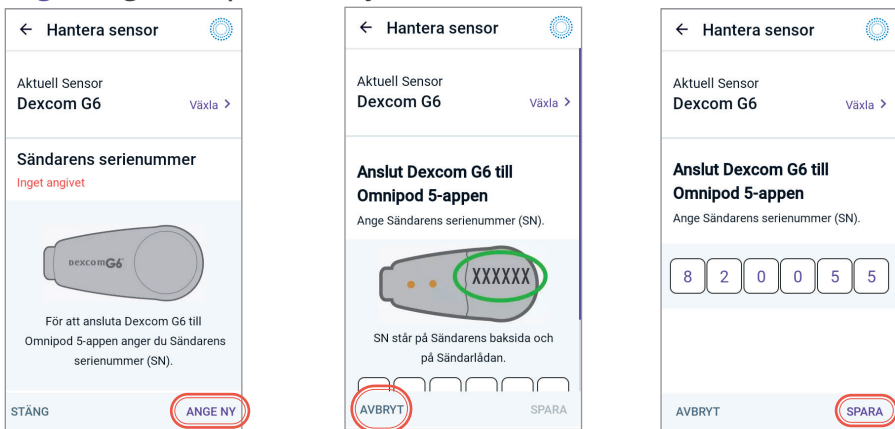 ← Hantera sensor
Aktuell Sensor
Dexcom G6
Växla >
Sändarens serienummer
Inget angivet
Dexcom G6
För att ansluta Dexcom G6 till
Omnipod 5-appen anger du Sändarens
serienummer (SN).
STÄNG
ANGE NY
← Hantera sensor
Aktuell Sensor
Dexcom G6
Växla >
Anslut Dexcom G6 till
Omnipod 5-appen
Ange Sändarens serienummer (SN).
XXXXXX
SN står på Sändarens baksida och
på Sändarlådan.
AVBRYT
SPARA
← Hantera sensor
Aktuell Sensor
Dexcom G6
Växla >
Anslut Dexcom G6 till
Omnipod 5-appen
Ange Sändarens serienummer (SN).
8 2 0 0 5 5
AVBRYT
SPARA